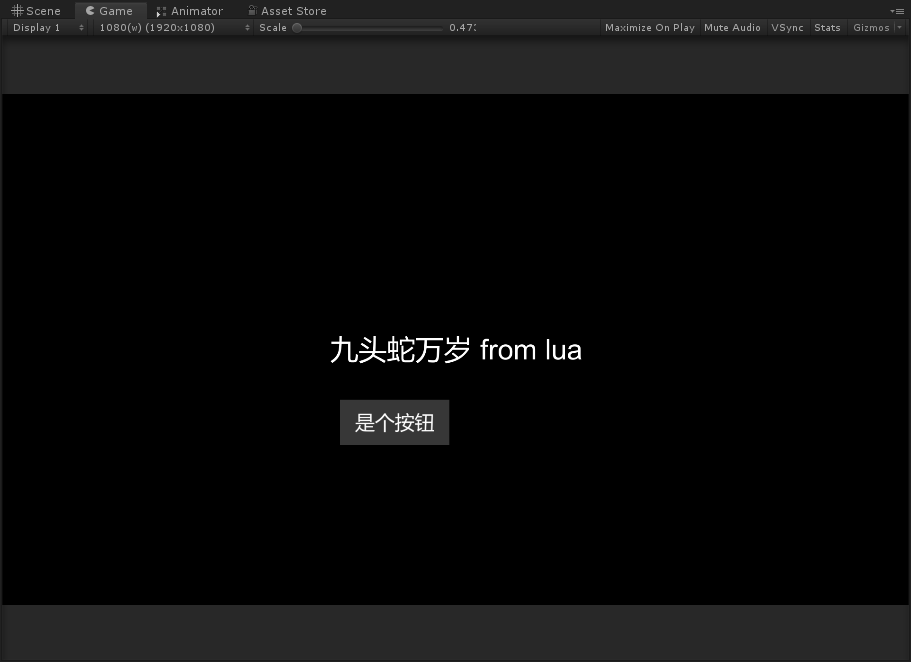 Scene Game Animator Asset Store
Display 1 1080(w) (1920x1080) Scale 0.47 Maximize On Play Mute Audio VSync Stats Gizmos
九头蛇万岁 from lua
是个按钮